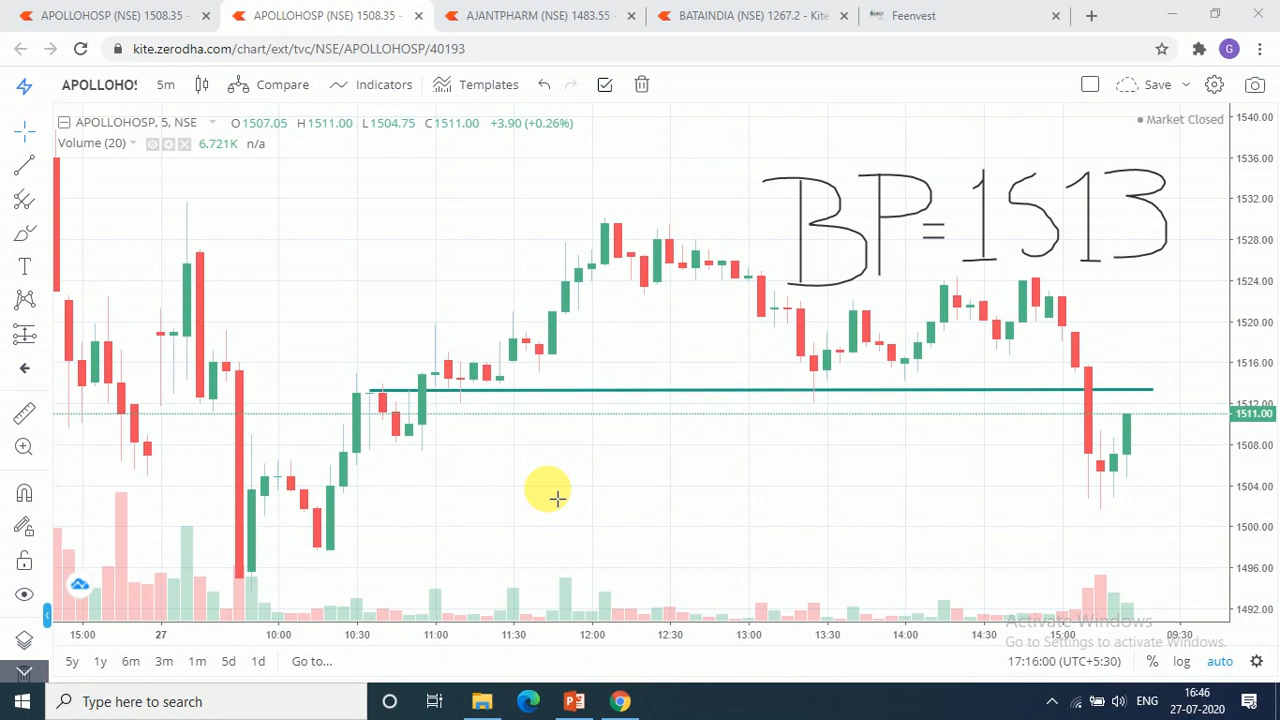 APOLLOHOSP (NSE) 1508.35 -
APOLLOHOSP (NSE) 1508.35 -
AJANTPHARM (NSE) 1483.55 -
BATAINDIA (NSE) 1267.2 - Kite
Feenvest
kite.zerodha.com/chart/ext/tvc/NSE/APOLLOHOSP/40193
G
APOLLOHOS 5m Compare Indicators Templates Save
APOLLOHOSP, 5, NSE O1507.05 H1511.00 L1504.75 C1511.00 +3.90 (+0.26%)
Market Closed
Volume (20) 6.721K n/a
BP=1513
1540.00
1536.00
1532.00
1528.00
1524.00
1520.00
1516.00
1512.00
1511.00
1508.00
1504.00
1500.00
1496.00
1492.00
15:00 27 10:00 10:30 11:00 11:30 12:00 12:30 13:00 13:30 14:00 14:30 15:00 09:30
Activate Windows
Go to Settings to activate Windows.
5y 1y 6m 3m 1m 5d 1d Go to... 17:16:00 (UTC+5:30) % log auto
Type here to search
ENG
16:46
27-07-2020